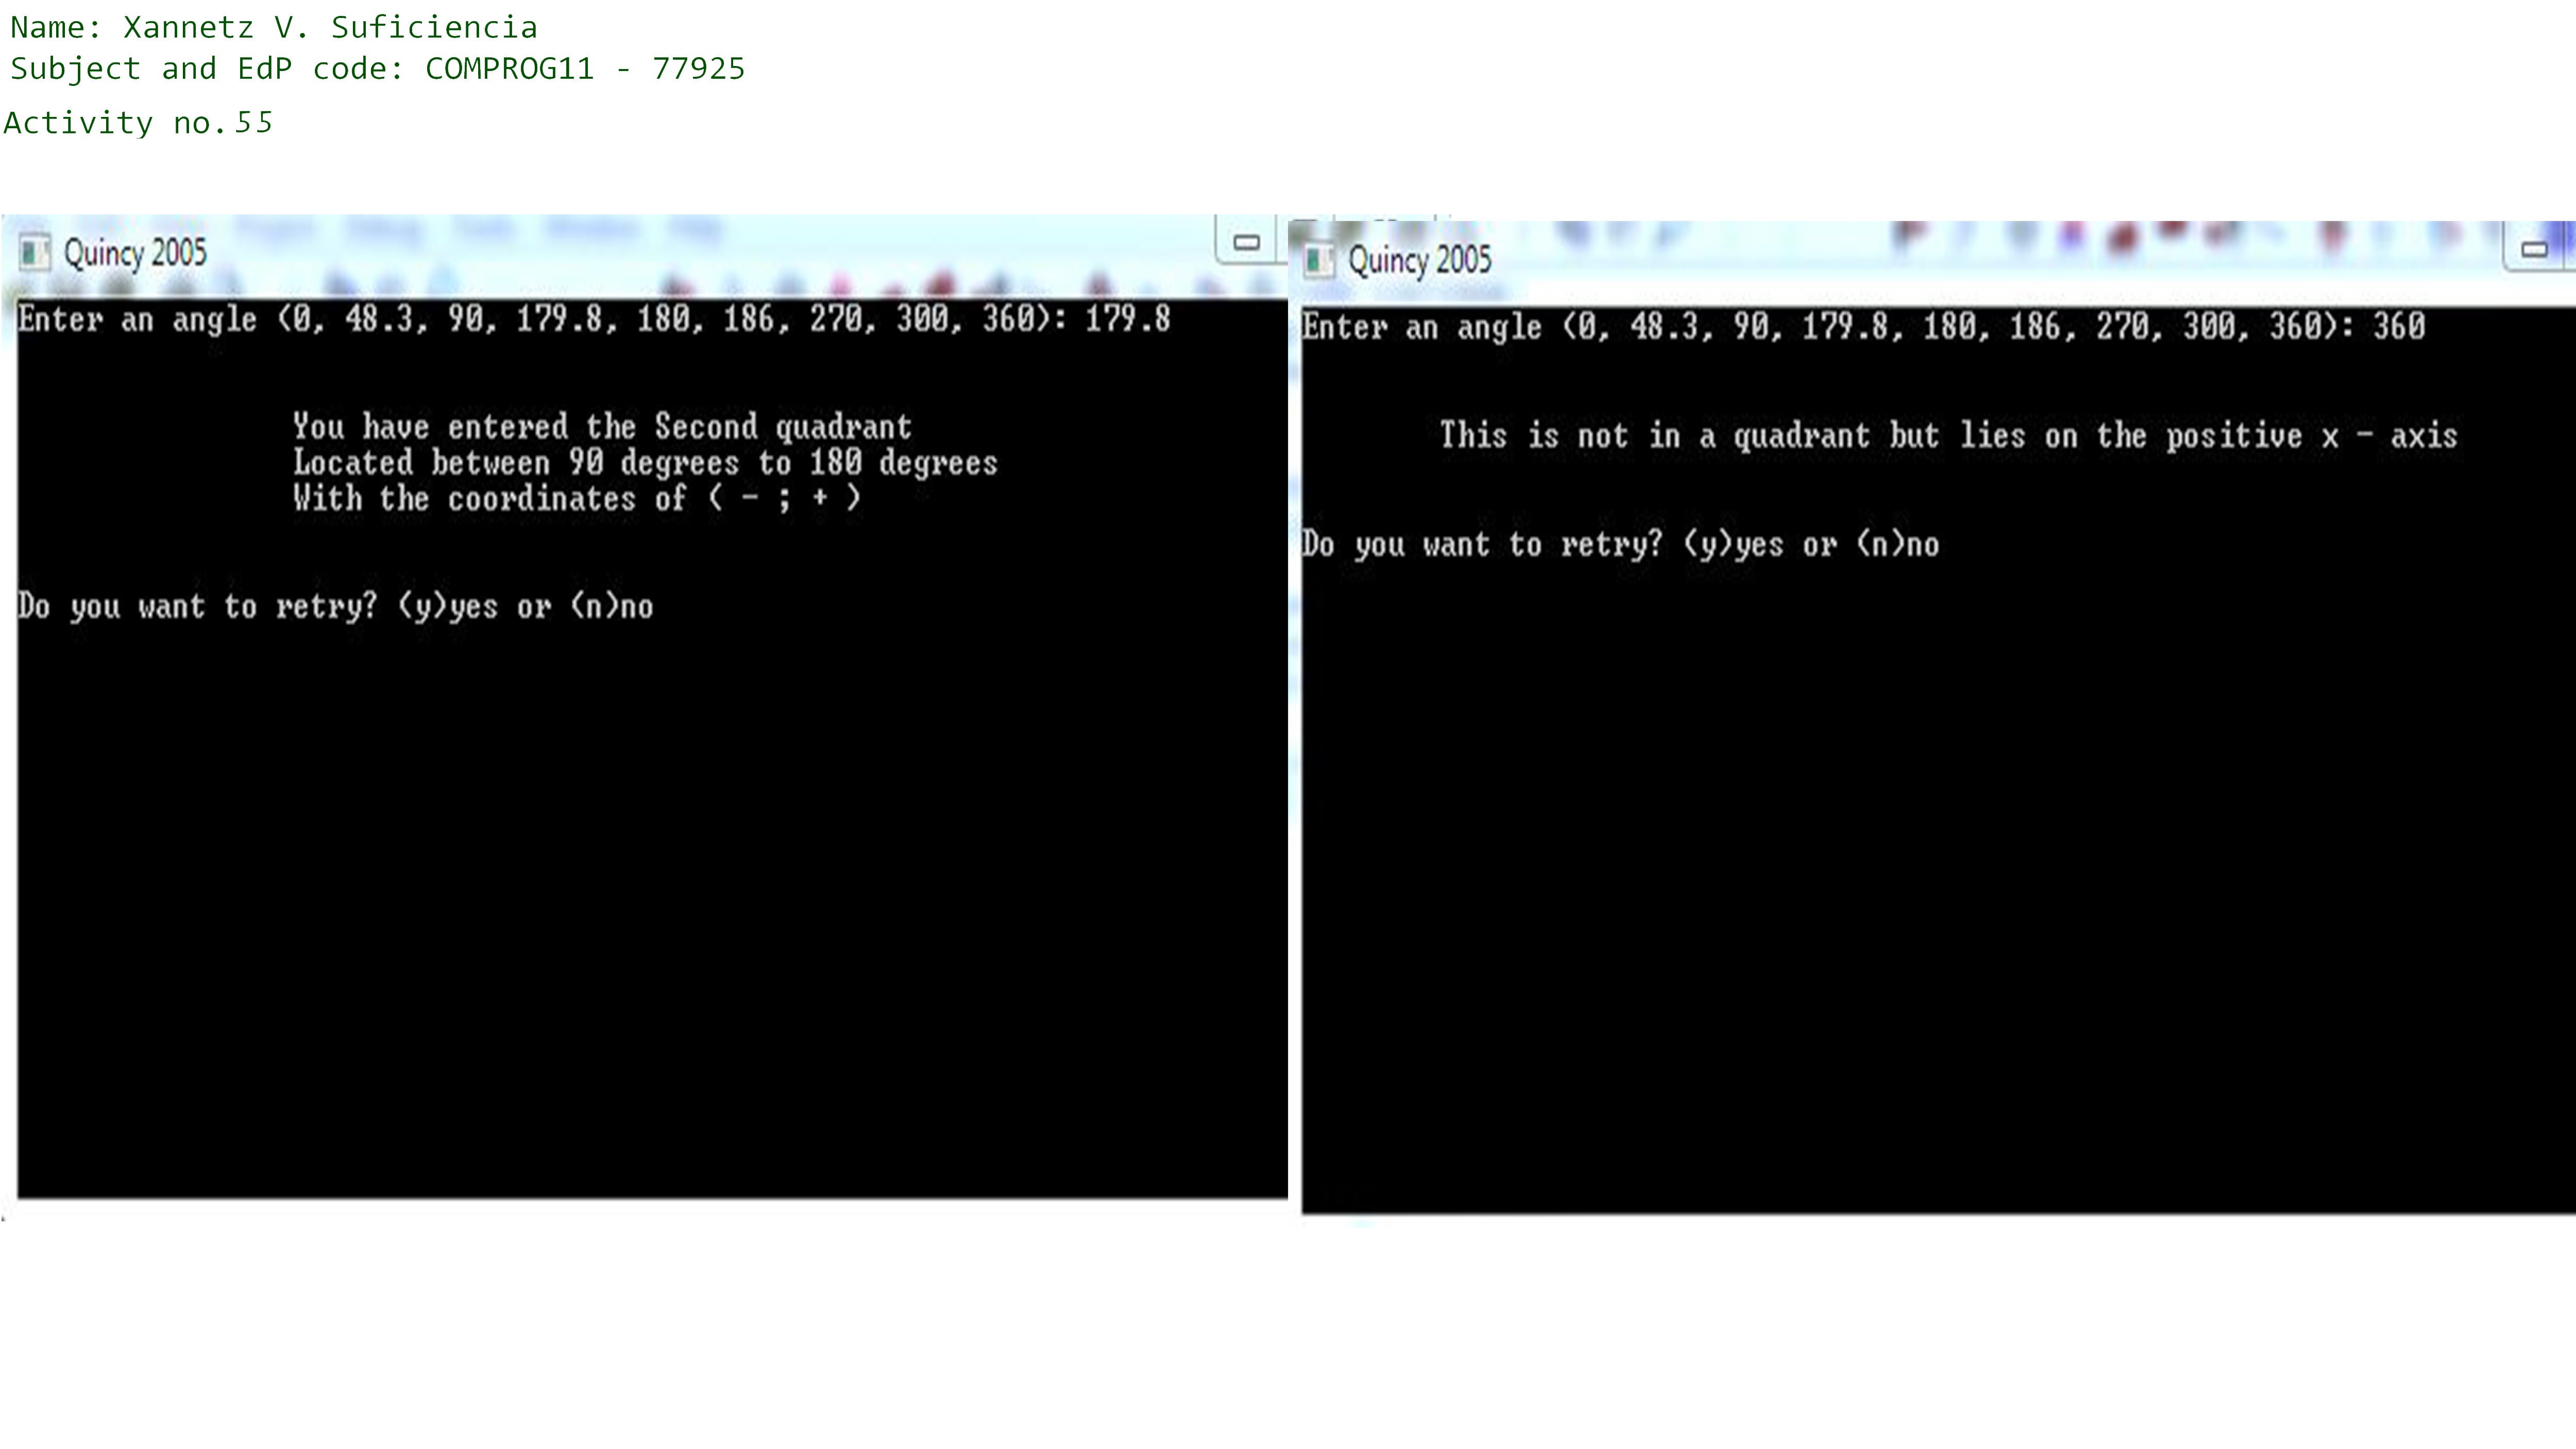 Name: Xannetz V. Suficiencia
Subject and EdP code: COMPROG11 - 77925
Activity no.55
Quincy 2005
Enter an angle (0, 48.3, 90, 179.8, 180, 186, 270, 300, 360): 179.8
You have entered the Second quadrant
Located between 90 degrees to 180 degrees
With the coordinates of ( - ; + )
Do you want to retry? (y)yes or (n)no
Quincy 2005
Enter an angle (0, 48.3, 90, 179.8, 180, 186, 270, 300, 360): 360
This is not in a quadrant but lies on the positive x - axis
Do you want to retry? (y)yes or (n)no